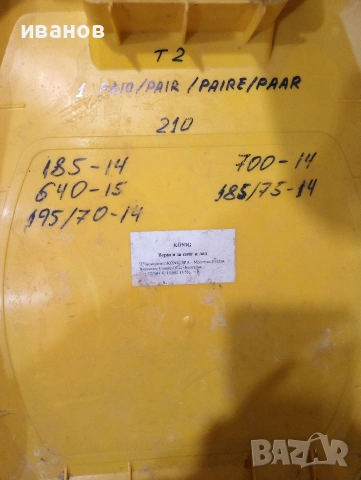 иванов
T2
1 PAIO/PAIR/PAIRE/PAAR
210
185-14
700-14
640-15
185/75-14
195/70-14
KÖNIG
Вериги за сняг и лед
BAZAR